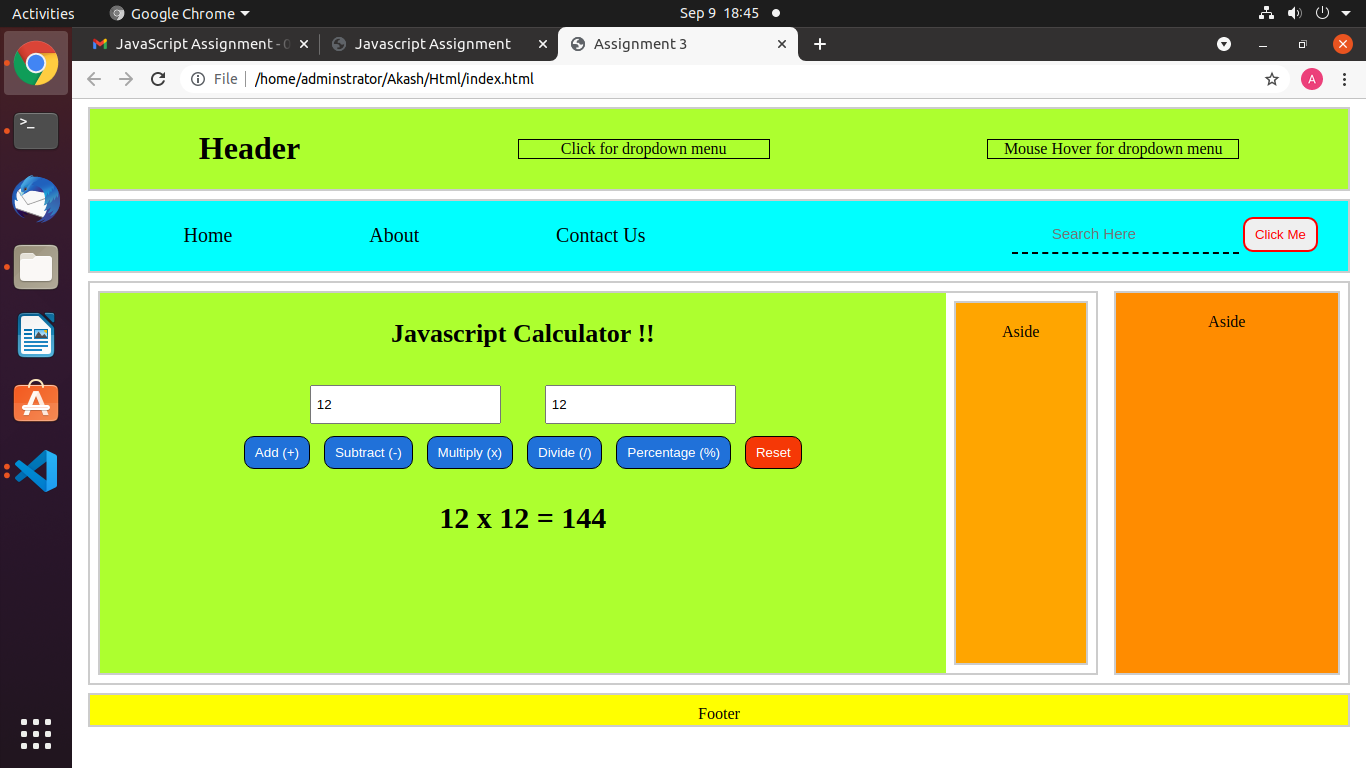 Activities Google Chrome Sep 9 18:45
JavaScript Assignment - Javascript Assignment Assignment 3
File /home/adminstrator/Akash/Html/index.html A
Header Click for dropdown menu Mouse Hover for dropdown menu
Home About Contact Us Search Here Click Me
Javascript Calculator !!
Aside
Aside
12 12
Add (+) Subtract (-) Multiply (x) Divide (/) Percentage (%) Reset
12 x 12 = 144
Footer